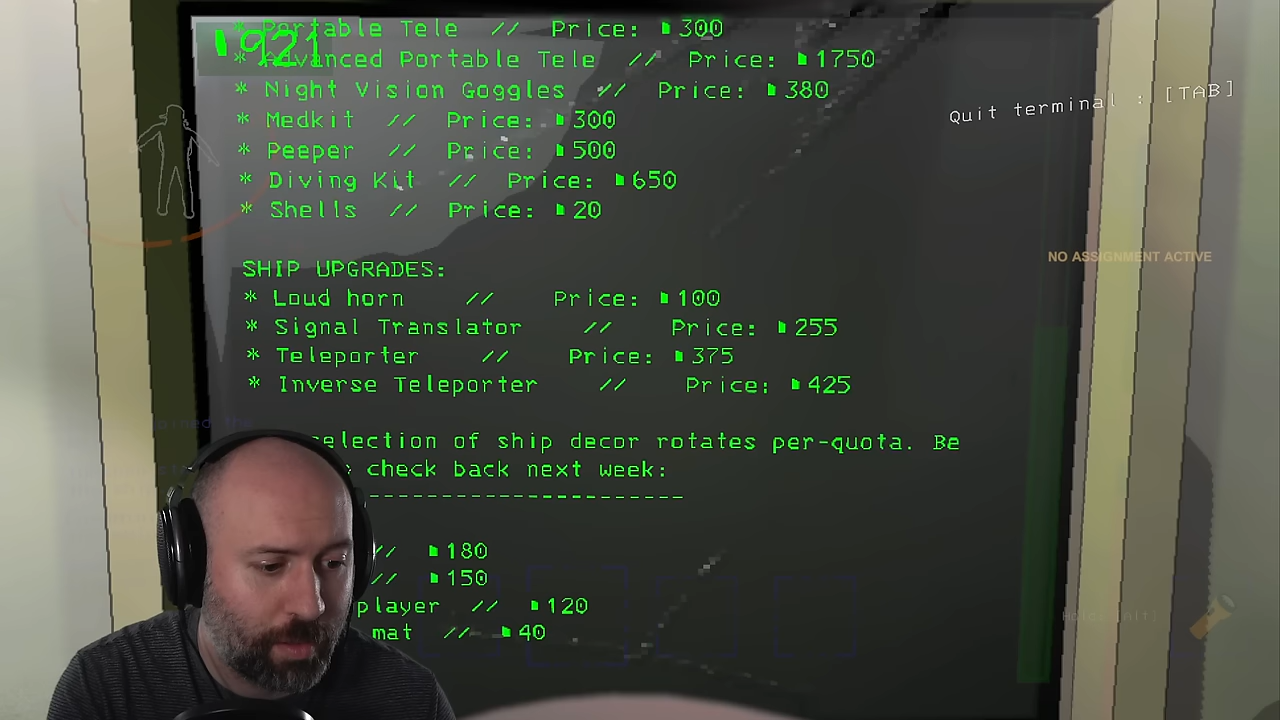 * Portable Tele // Price: ▮300
▮921
* Advanced Portable Tele // Price: ▮1750
* Night Vision Goggles // Price: ▮380
Quit terminal : [TAB]
* Medkit // Price: ▮300
* Peeper // Price: ▮500
* Diving Kit // Price: ▮650
* Shells // Price: ▮20
NO ASSIGNMENT ACTIVE
SHIP UPGRADES:
* Loud horn // Price: ▮100
* Signal Translator // Price: ▮255
* Teleporter // Price: ▮375
* Inverse Teleporter // Price: ▮425
selection of ship decor rotates per-quota. Be
check back next week:
------------------------------
// ▮180
// ▮150
player // ▮120
mat // ▮40